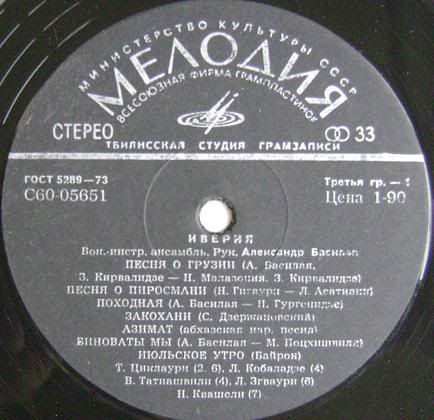 МИНИСТЕРСТВО КУЛЬТУРЫ СССР
МЕЛОДИЯ
ВСЕСОЮЗНАЯ ФИРМА ГРАМПЛАСТИНОК
СТЕРЕО 33
ТБИЛИССКАЯ СТУДИЯ ГРАМЗАПИСИ
ГОСТ 5289—73 Третья гр. — 1
С60-05651 Цена 1-90
ИВЕРИЯ
Вок.-инстр. ансамбль, Рук. Александр Басилая
ПЕСНЯ О ГРУЗИИ (А. Басилая,
З. Кирвалидзе — Н. Малазония, З. Кирвалидзе)
ПЕСНЯ О ПИРОСМАНИ (Н. Гигаури — Л. Асатиани)
ПОХОДНАЯ (А. Басилая — Н. Гургенидзе)
ЗАКОХАНИ (С. Дзержановский)
АЗИМАТ (абхазская нар. песня)
ВИНОВАТЫ МЫ (А. Басилая — М. Поцхишвили)
ИЮЛЬСКОЕ УТРО (Байрон)
Т. Циклаури (2, 6), Л. Кобаладзе (4)
В. Татиашвили (4), Л. Згваури (6)
Н. Квашели (7)